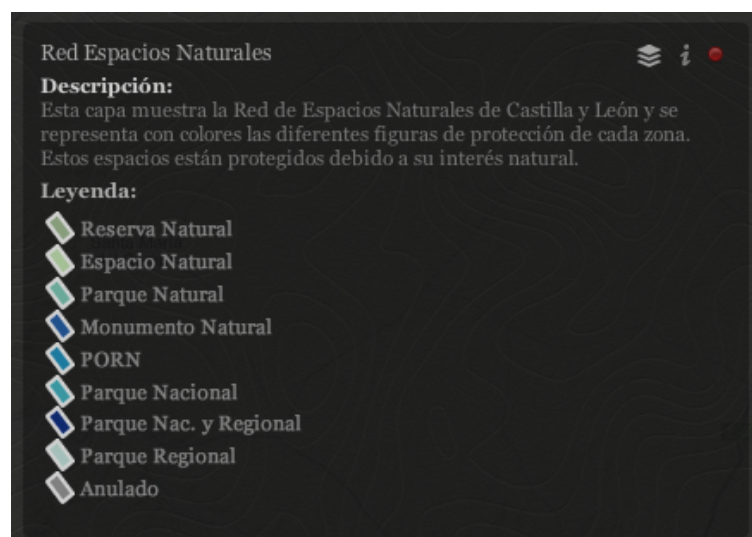 Red Espacios Naturales
Descripción:
Esta capa muestra la Red de Espacios Naturales de Castilla y León y se
representa con colores las diferentes figuras de protección de cada zona.
Estos espacios están protegidos debido a su interés natural.
Leyenda:
Reserva Natural
Espacio Natural
Parque Natural
Monumento Natural
PORN
Parque Nacional
Parque Nac. y Regional
Parque Regional
Anulado